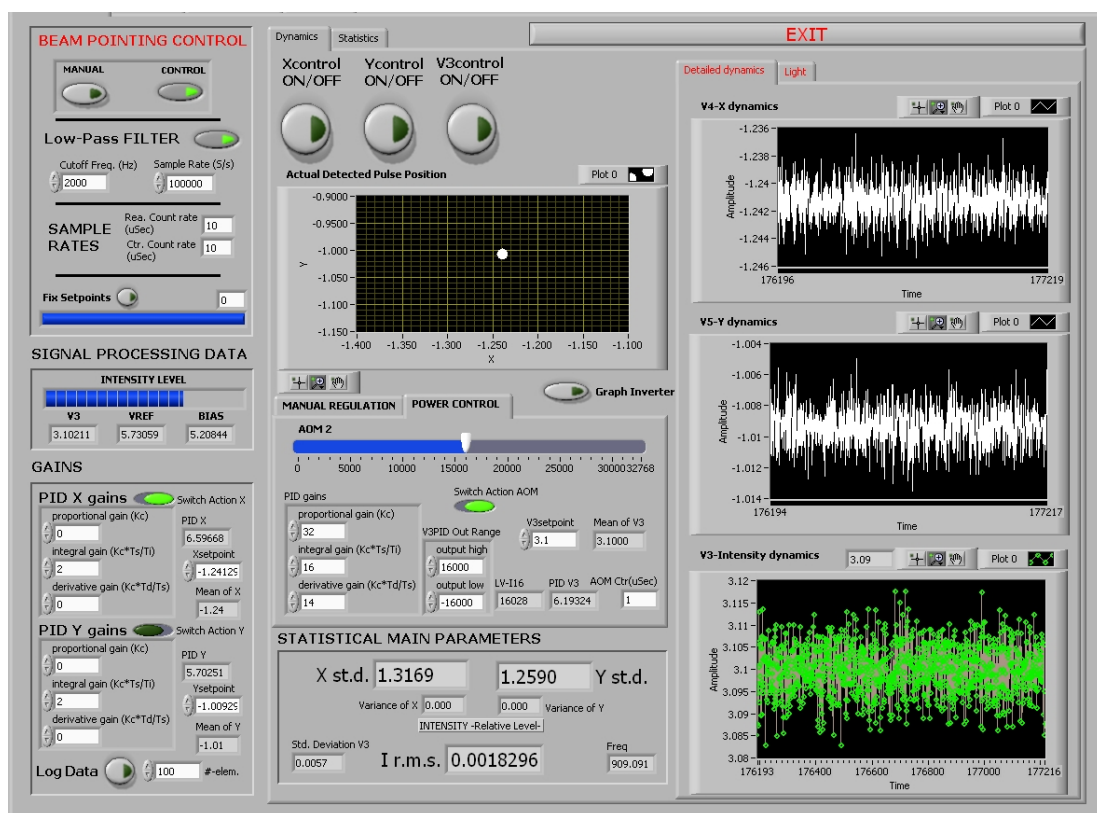 BEAM POINTING CONTROL
MANUAL CONTROL
Low-Pass FILTER
Cutoff Freq. (Hz) Sample Rate (S/s)
2000 100000
SAMPLE RATES
Rea. Count rate (uSec) 10
Ctr. Count rate (uSec) 10
Fix Setpoints 0
SIGNAL PROCESSING DATA
INTENSITY LEVEL
V3 VREF BIAS
3.10211 5.73059 5.20844
GAINS
PID X gains Switch Action X
proportional gain (Kc)
0
PID X
6.59668
integral gain (Kc*Ts/Ti)
2
Xsetpoint
-1.24129
derivative gain (Kc*Td/Ts)
0
Mean of X
-1.24
PID Y gains Switch Action Y
proportional gain (Kc)
0
PID Y
5.70251
integral gain (Kc*Ts/Ti)
2
Ysetpoint
-1.00929
derivative gain (Kc*Td/Ts)
0
Mean of Y
-1.01
Log Data 100 #-elem.
Dynamics Statistics
EXIT
Xcontrol ON/OFF
Ycontrol ON/OFF
V3control ON/OFF
Actual Detected Pulse Position Plot 0
-0.9000
-0.9500
-1.000
-1.050
-1.100
-1.150
Y
-1.400 -1.350 -1.300 -1.250 -1.200 -1.150 -1.100
X
Graph Inverter
MANUAL REGULATION POWER CONTROL
AOM 2
0 5000 10000 15000 20000 25000 30000 32768
PID gains
proportional gain (Kc)
32
integral gain (Kc*Ts/Ti)
16
derivative gain (Kc*Td/Ts)
14
Switch Action AOM
V3PID Out Range
output high
16000
output low
-16000
V3setpoint
3.1
Mean of V3
3.1000
LV-I16
16028
PID V3
6.19324
AOM Ctr(uSec)
1
STATISTICAL MAIN PARAMETERS
X st.d. 1.3169 1.2590 Y st.d.
Variance of X 0.000 0.000 Variance of Y
INTENSITY -Relative Level-
Std. Deviation V3
0.0057
I r.m.s. 0.0018296
Freq
909.091
Detailed dynamics Light
V4-X dynamics Plot 0
-1.236
-1.238
-1.24
-1.242
-1.244
-1.246
Amplitude
176196 177219
Time
V5-Y dynamics Plot 0
-1.004
-1.006
-1.008
-1.01
-1.012
-1.014
Amplitude
176194 177217
Time
V3-Intensity dynamics 3.09 Plot 0
3.12
3.115
3.11
3.105
3.1
3.095
3.09
3.085
3.08
Amplitude
176193 176400 176600 176800 177000 177216
Time